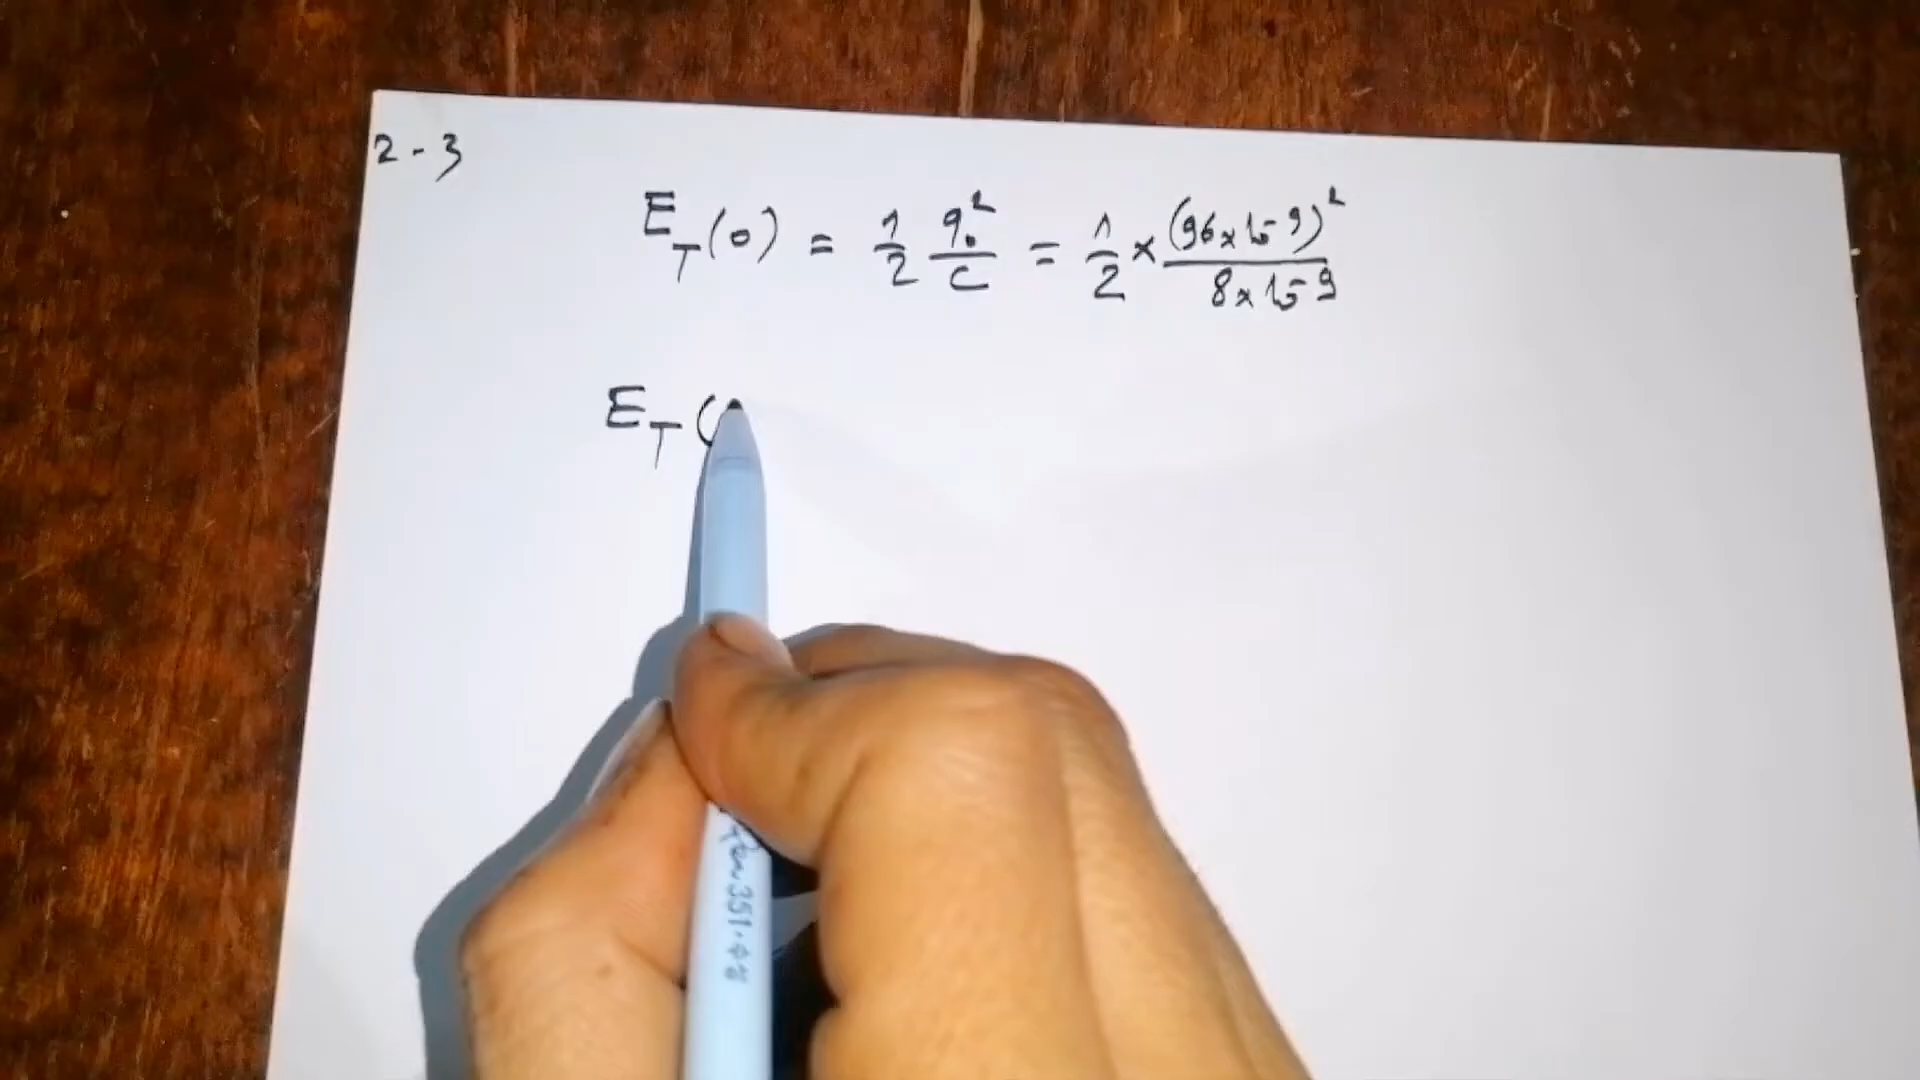 2-3
E_T(0) = 1/2 q₀²/C = 1/2 × (96×10⁻⁹)²/(8×10⁻⁹)
E_T(